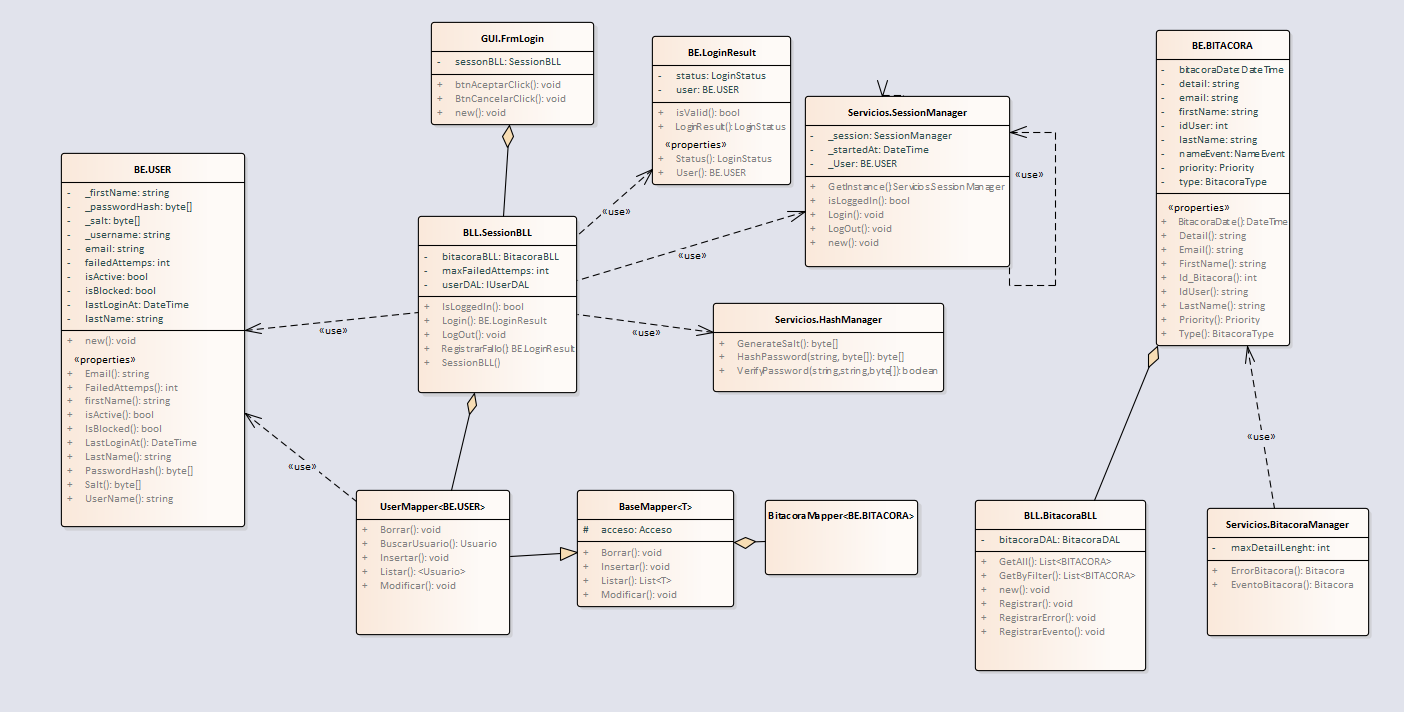 GUI.FrmLogin
- sessonBLL: SessionBLL
+ btnAceptarClick(): void
+ BtnCancelarClick(): void
+ new(): void
BE.LoginResult
- status: LoginStatus
- user: BE.USER
+ isValid(): bool
+ LoginResult(): LoginStatus
«properties»
+ Status(): LoginStatus
+ User(): BE.USER
Servicios.SessionManager
- _session: SessionManager
- _startedAt: DateTime
- _User: BE.USER
+ GetInstance(): Servicios.SessionManager
+ isLoggedIn(): bool
+ Login(): void
+ LogOut(): void
+ new(): void
«use»
BE.BITACORA
- bitacoraDate: DateTime
- detail: string
- email: string
- firstName: string
- idUser: int
- lastName: string
- nameEvent: NameEvent
- priority: Priority
- type: BitacoraType
«properties»
+ BitacoraDate(): DateTime
+ Detail(): string
+ Email(): string
+ FirstName(): string
+ Id_Bitacora(): int
+ IdUser(): string
+ LastName(): string
+ Priority(): Priority
+ Type(): BitacoraType
BE.USER
- _firstName: string
- _passwordHash: byte[]
- _salt: byte[]
- _username: string
- email: string
- failedAttemps: int
- isActive: bool
- isBlocked: bool
- lastLoginAt: DateTime
- lastName: string
+ new(): void
«properties»
+ Email(): string
+ FailedAttemps(): int
+ firstName(): string
+ isActive(): bool
+ IsBlocked(): bool
+ LastLoginAt(): DateTime
+ LastName(): string
+ PasswordHash(): byte[]
+ Salt(): byte[]
+ UserName(): string
BLL.SessionBLL
- bitacoraBLL: BitacoraBLL
- maxFailedAttemps: int
- userDAL: IUserDAL
+ IsLoggedIn(): bool
+ Login(): BE.LoginResult
+ LogOut(): void
+ RegistrarFallo() BE.LoginResult
+ SessionBLL()
«use»
«use»
«use»
«use»
Servicios.HashManager
+ GenerateSalt(): byte[]
+ HashPassword(string, byte[]): byte[]
+ VerifyPassword(string,string,byte[]): boolean
«use»
«use»
UserMapper<BE.USER>
+ Borrar(): void
+ BuscarUsuario(): Usuario
+ Insertar(): void
+ Listar(): <Usuario>
+ Modificar(): void
BaseMapper<T>
# acceso: Acceso
+ Borrar(): void
+ Insertar(): void
+ Listar(): List<T>
+ Modificar(): void
BitacoraMapper<BE.BITACORA>
BLL.BitacoraBLL
- bitacoraDAL: BitacoraDAL
+ GetAll(): List<BITACORA>
+ GetByFilter(): List<BITACORA>
+ new(): void
+ Registrar(): void
+ RegistrarError(): void
+ RegistrarEvento(): void
Servicios.BitacoraManager
- maxDetailLenght: int
+ ErrorBitacora(): Bitacora
+ EventoBitacora(): Bitacora